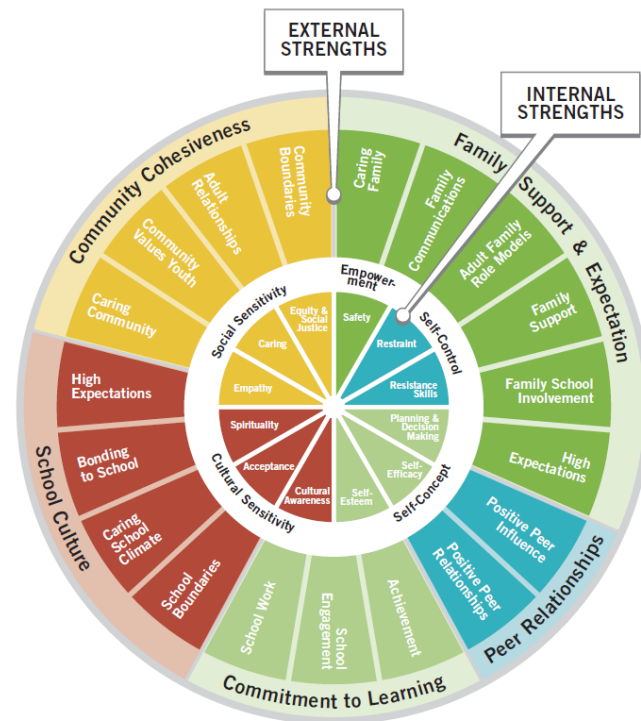 EXTERNAL
STRENGTHS
INTERNAL
STRENGTHS
Community Cohesiveness
Caring
Community
Community
Values Youth
Adult
Relationships
Community
Boundaries
Family Support & Expectation
Caring
Family
Family
Communications
Adult Family
Role Models
Family
Support
Family School
Involvement
High
Expectations
Peer Relationships
Positive Peer
Influence
Positive Peer
Relationships
Commitment to Learning
Achievement
School
Engagement
School Work
School Culture
School
Boundaries
Caring
School
Climate
Bonding
to School
High
Expectations
Social Sensitivity
Empathy
Caring
Equity &
Social
Justice
Empower-
ment
Safety
Self-Control
Restraint
Resistance
Skills
Self-Concept
Planning &
Decision
Making
Self-
Efficacy
Self-
Esteem
Cultural Sensitivity
Cultural
Awareness
Acceptance
Spirituality